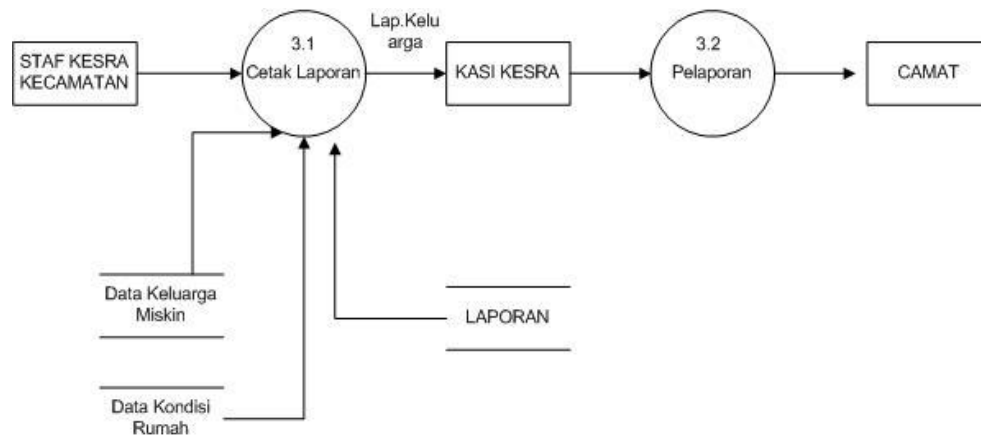 STAF KESRA
KECAMATAN
3.1
Cetak Laporan
Lap.Kelu
arga
KASI KESRA
3.2
Pelaporan
CAMAT
Data Keluarga
Miskin
LAPORAN
Data Kondisi
Rumah